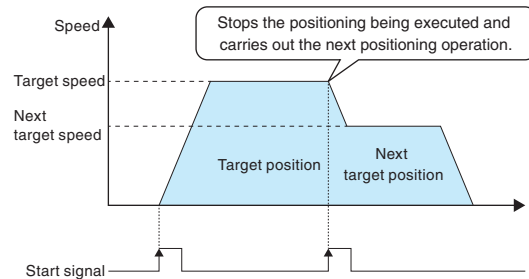 Speed
Stops the positioning being executed and
carries out the next positioning operation.
Target speed
Next
target speed
Target position
Next
target position
Start signal